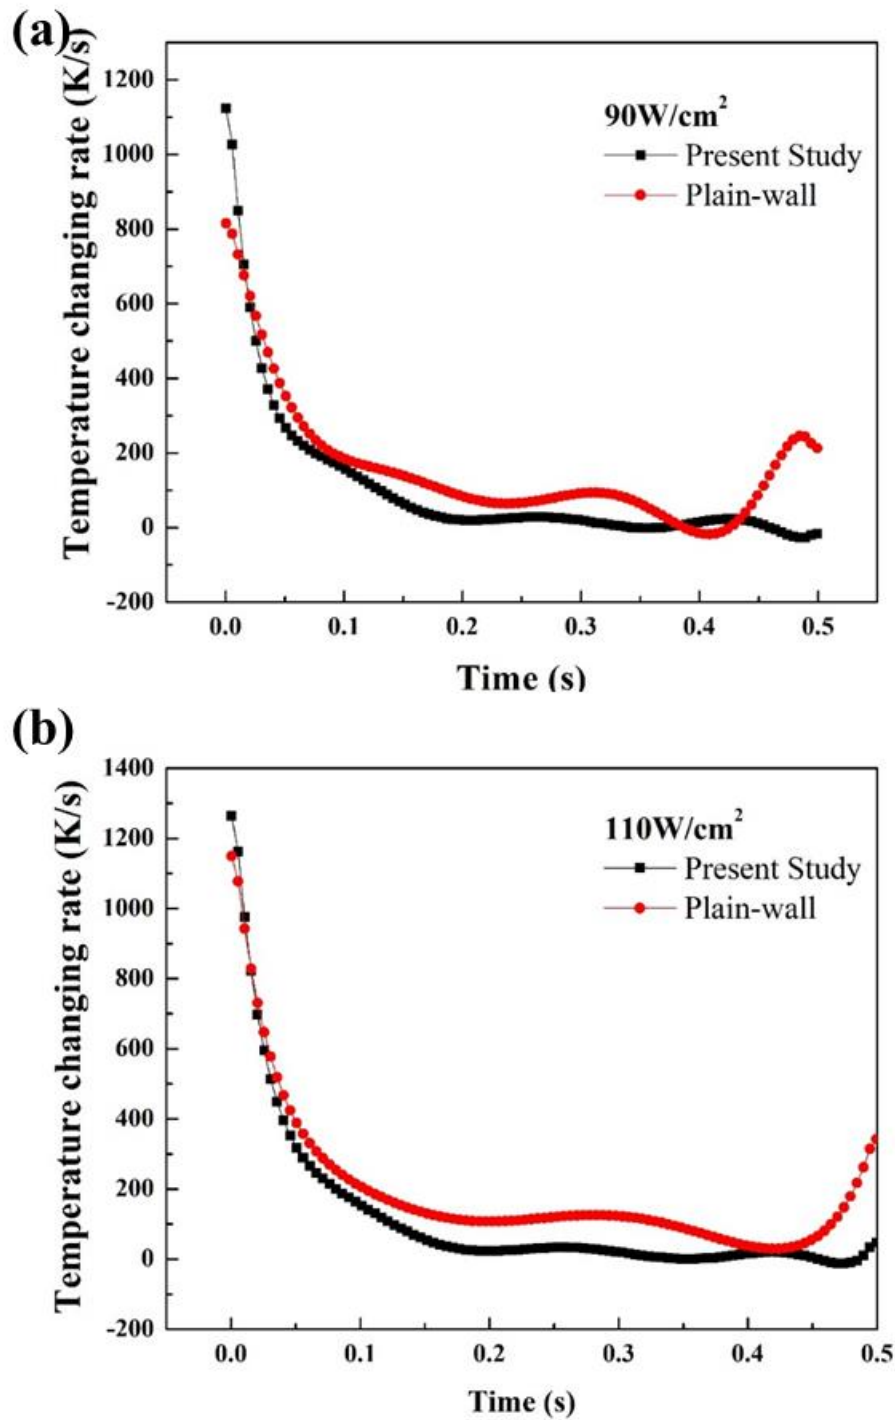 (a)
Temperature changing rate (K/s)
1200
1000
800
600
400
200
0
-200
90W/cm²
Present Study
Plain-wall
0.0 0.1 0.2 0.3 0.4 0.5
Time (s)
(b)
Temperature changing rate (K/s)
1400
1200
1000
800
600
400
200
0
-200
110W/cm²
Present Study
Plain-wall
0.0 0.1 0.2 0.3 0.4 0.5
Time (s)